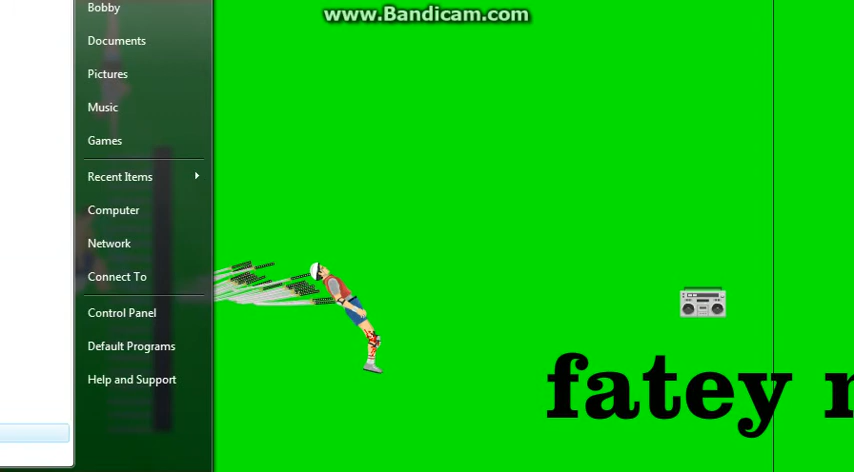 www.Bandicam.com
Bobby
Documents
Pictures
Music
Games
Recent Items
Computer
Network
Connect To
Control Panel
Default Programs
Help and Support
fatey